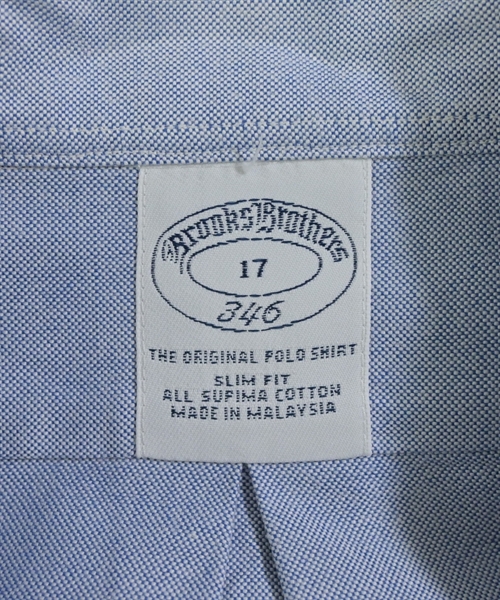 Brooks Brothers
17
346
THE ORIGINAL POLO SHIRT
SLIM FIT
ALL SUPIMA COTTON
MADE IN MALAYSIA